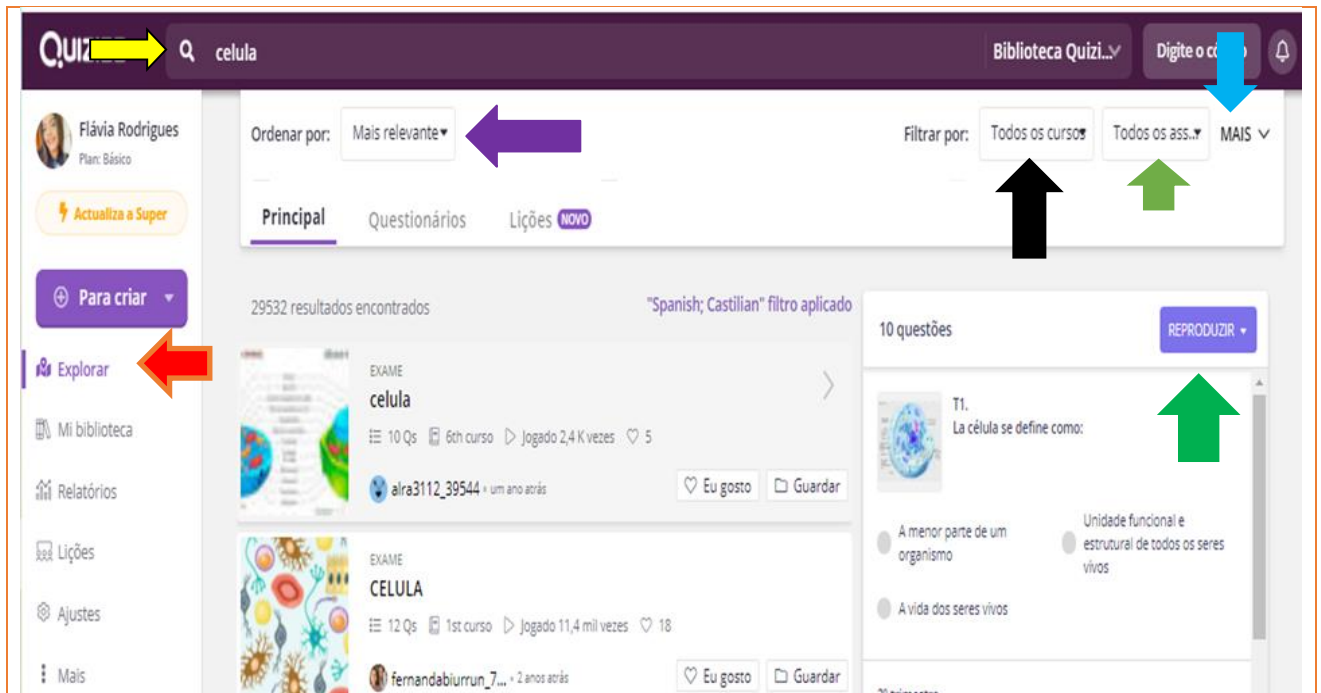 celula
Biblioteca Quizi...
Digite o
Flávia Rodrigues
Plan: Básico
Actualiza a Super
Para criar
Explorar
Mi biblioteca
Relatórios
Lições
Ajustes
Mais
Ordenar por: Mais relevante
Filtrar por: Todos os cursos Todos os ass.. MAIS
Principal Questionários Lições NOVO
29532 resultados encontrados
"Spanish; Castilian" filtro aplicado
EXAME
celula
10 Qs 6th curso Jogado 2,4 K vezes 5
alra3112_39544 • um ano atrás
Eu gosto Guardar
EXAME
CELULA
12 Qs 1st curso Jogado 11,4 mil vezes 18
fernandabiurrun_7... • 2 anos atrás
Eu gosto Guardar
10 questões
REPRODUZIR
T1.
La célula se define como:
A menor parte de um
organismo
Unidade funcional e
estrutural de todos os seres
vivos
A vida dos seres vivos